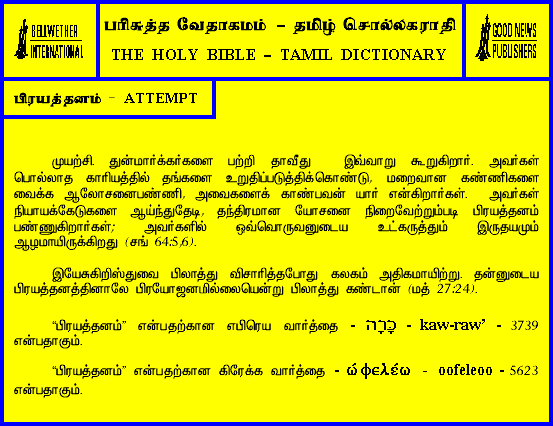 BELLWETHER
INTERNATIONAL
பரிசுத்த வேதாகமம் – தமிழ் சொல்லகராதி
THE HOLY BIBLE – TAMIL DICTIONARY
GOOD NEWS
PUBLISHERS
பிரயத்தனம் – ATTEMPT
முயற்சி. துன்மார்க்கர்களை பற்றி தாவீது இவ்வாறு கூறுகிறார். அவர்கள்
பொல்லாத காரியத்தில் தங்களை உறுதிப்படுத்திக்கொண்டு, மறைவான கண்ணிகளை
வைக்க ஆலோசனைபண்ணி, அவைகளைக் காண்பவன் யார் என்கிறார்கள். அவர்கள்
நியாயக்கேடுகளை ஆய்ந்துதேடி, தந்திரமான யோசனை நிறைவேற்றும்படி பிரயத்தனம்
பண்ணுகிறார்கள்; அவர்களில் ஒவ்வொருவனுடைய உட்கருத்தும் இருதயமும்
ஆழமாயிருக்கிறது (சங் 64:5,6).
இயேசுகிறிஸ்துவை பிலாத்து விசாரித்தபோது கலகம் அதிகமாயிற்று. தன்னுடைய
பிரயத்தனத்தினாலே பிரயோஜனமில்லையென்று பிலாத்து கண்டான் (மத் 27:24).
“பிரயத்தனம்” என்பதற்கான எபிரெய வார்த்தை - כָּרָה - kaw-raw’ - 3739
என்பதாகும்.
“பிரயத்தனம்” என்பதற்கான கிரேக்க வார்த்தை - ώφελέω - oofeleoo - 5623
என்பதாகும்.